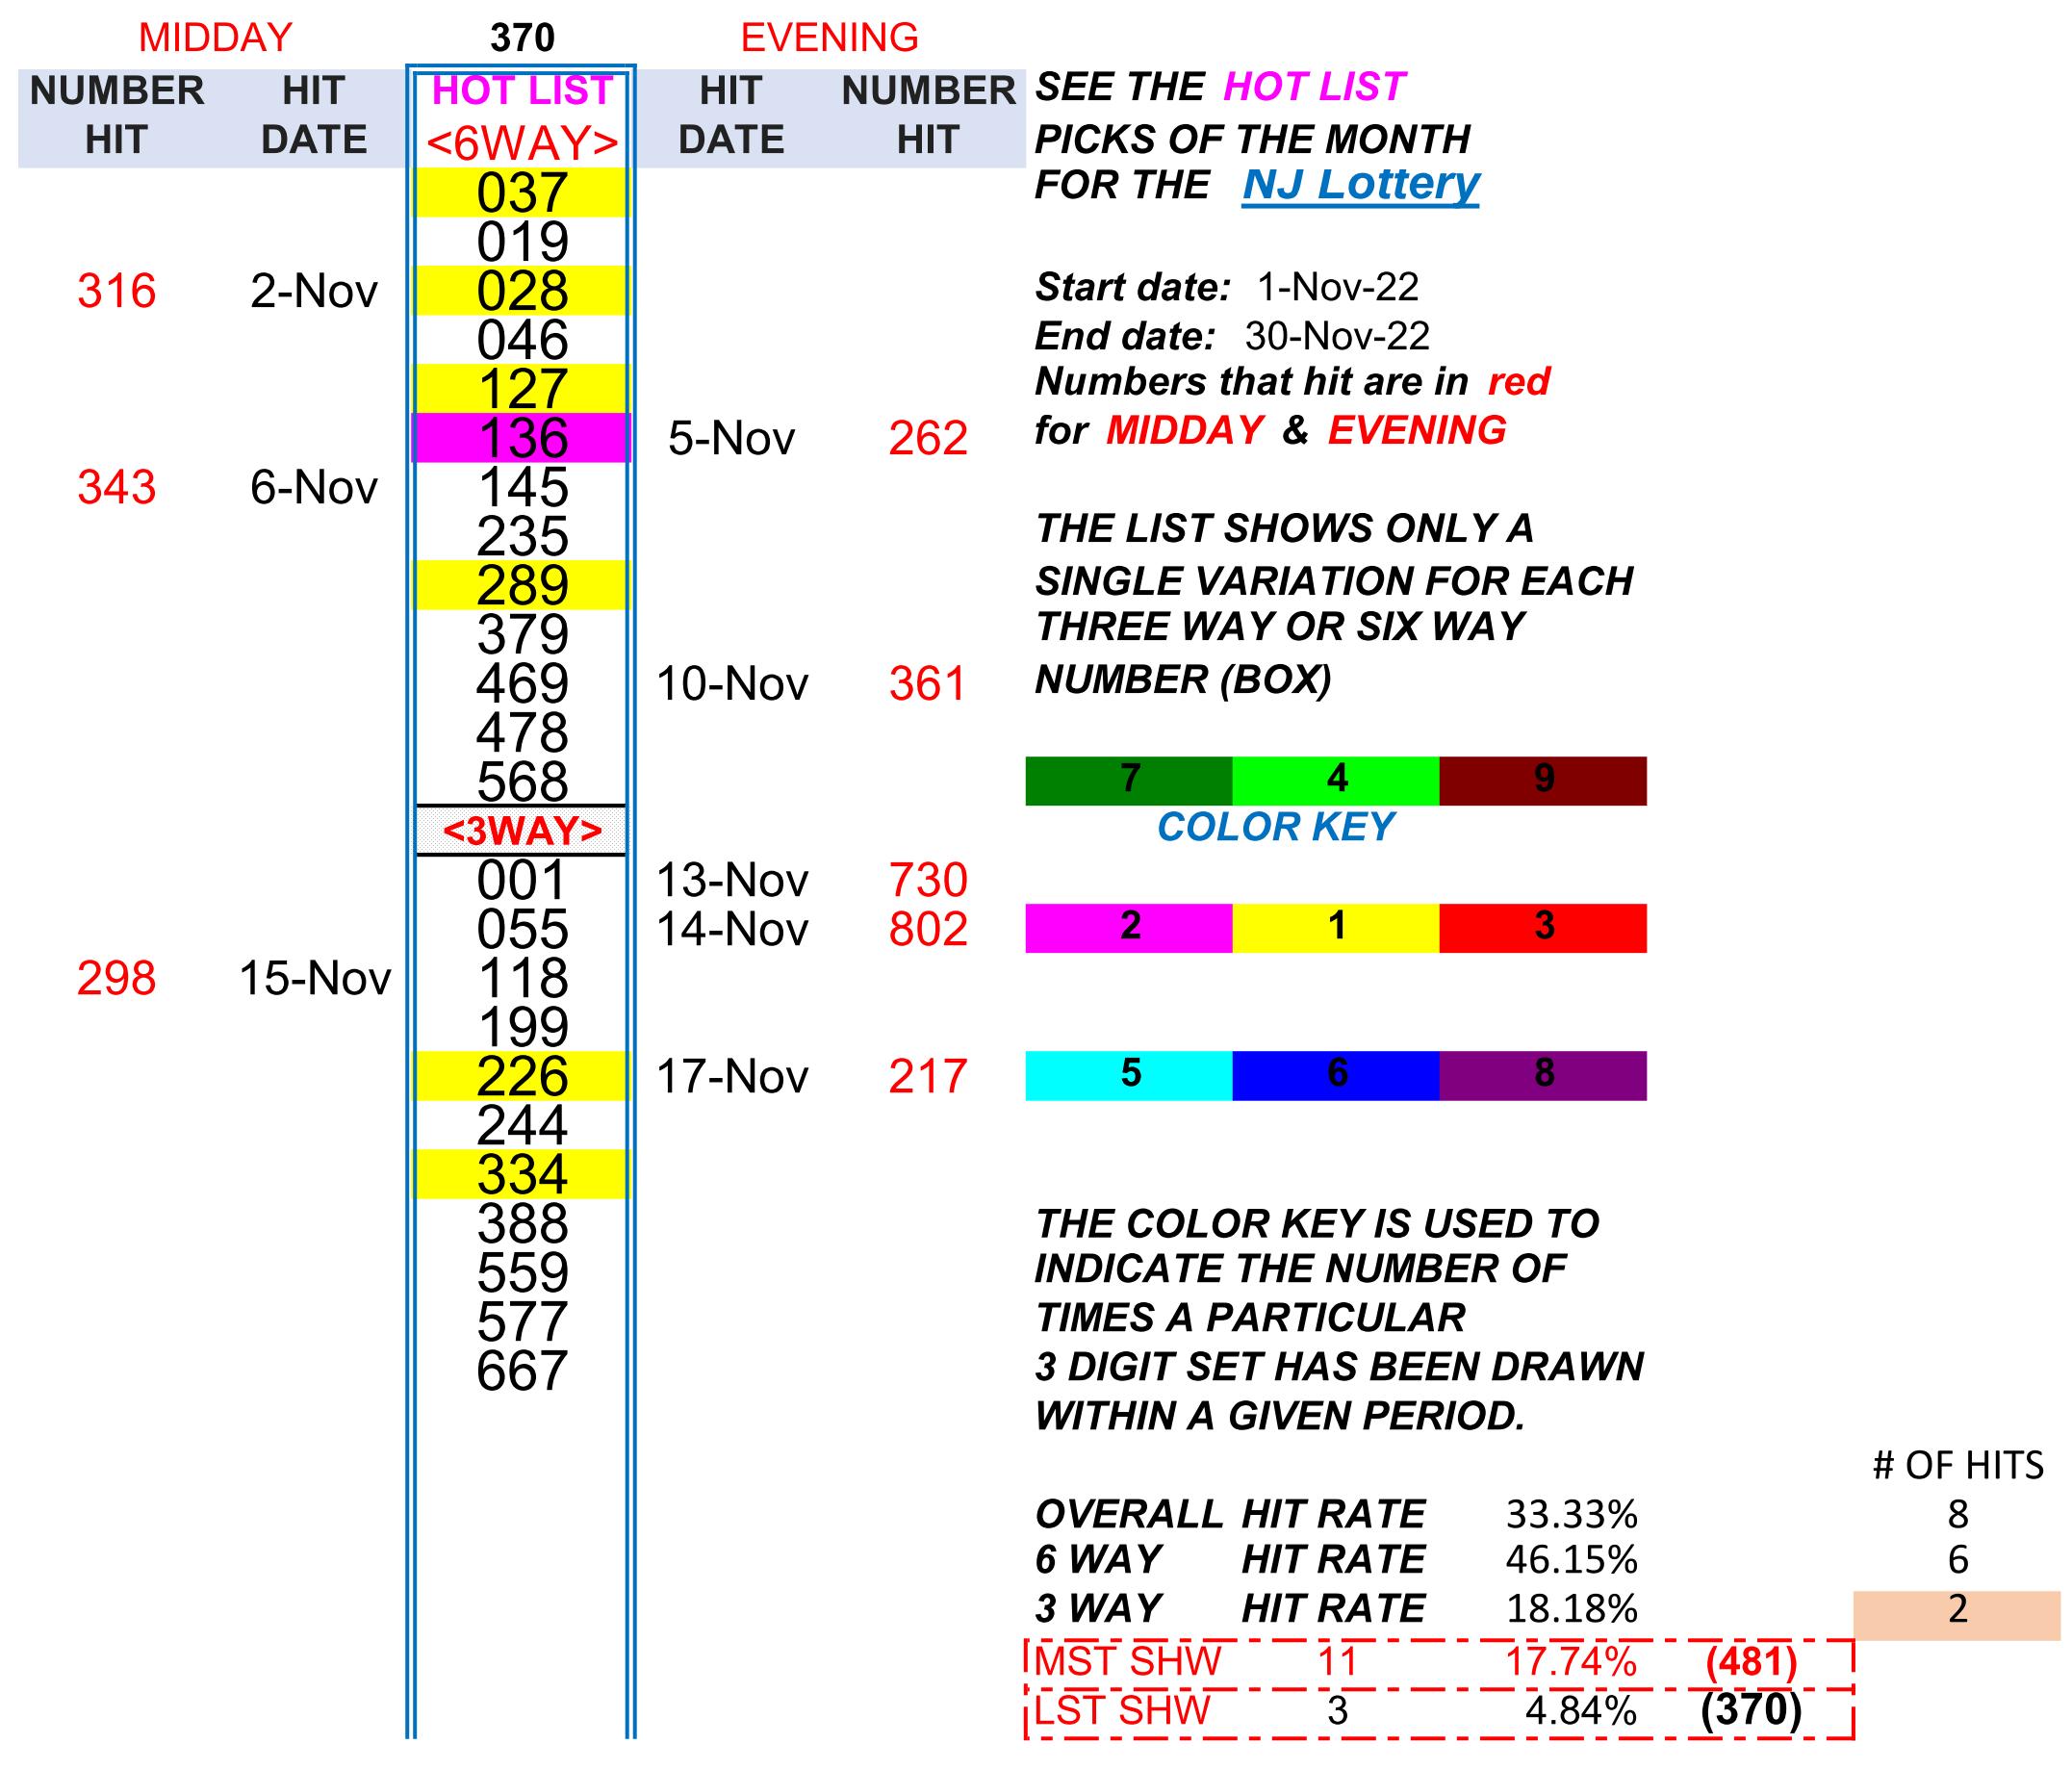 MIDDAY 370 EVENING
NUMBER HIT HOT LIST HIT NUMBER SEE THE HOT LIST
HIT DATE <6WAY> DATE HIT PICKS OF THE MONTH
037 FOR THE NJ Lottery
019
316 2-Nov 028 Start date: 1-Nov-22
046 End date: 30-Nov-22
127 Numbers that hit are in red
136 5-Nov 262 for MIDDAY & EVENING
343 6-Nov 145
235 THE LIST SHOWS ONLY A
289 SINGLE VARIATION FOR EACH
379 THREE WAY OR SIX WAY
469 10-Nov 361 NUMBER (BOX)
478
568 7 4 9
<3WAY> COLOR KEY
001 13-Nov 730
055 14-Nov 802 2 1 3
298 15-Nov 118
199
226 17-Nov 217 5 6 8
244
334
388 THE COLOR KEY IS USED TO
559 INDICATE THE NUMBER OF
577 TIMES A PARTICULAR
667 3 DIGIT SET HAS BEEN DRAWN
WITHIN A GIVEN PERIOD.
# OF HITS
OVERALL HIT RATE 33.33% 8
6 WAY HIT RATE 46.15% 6
3 WAY HIT RATE 18.18% 2
MST SHW 11 17.74% (481)
LST SHW 3 4.84% (370)